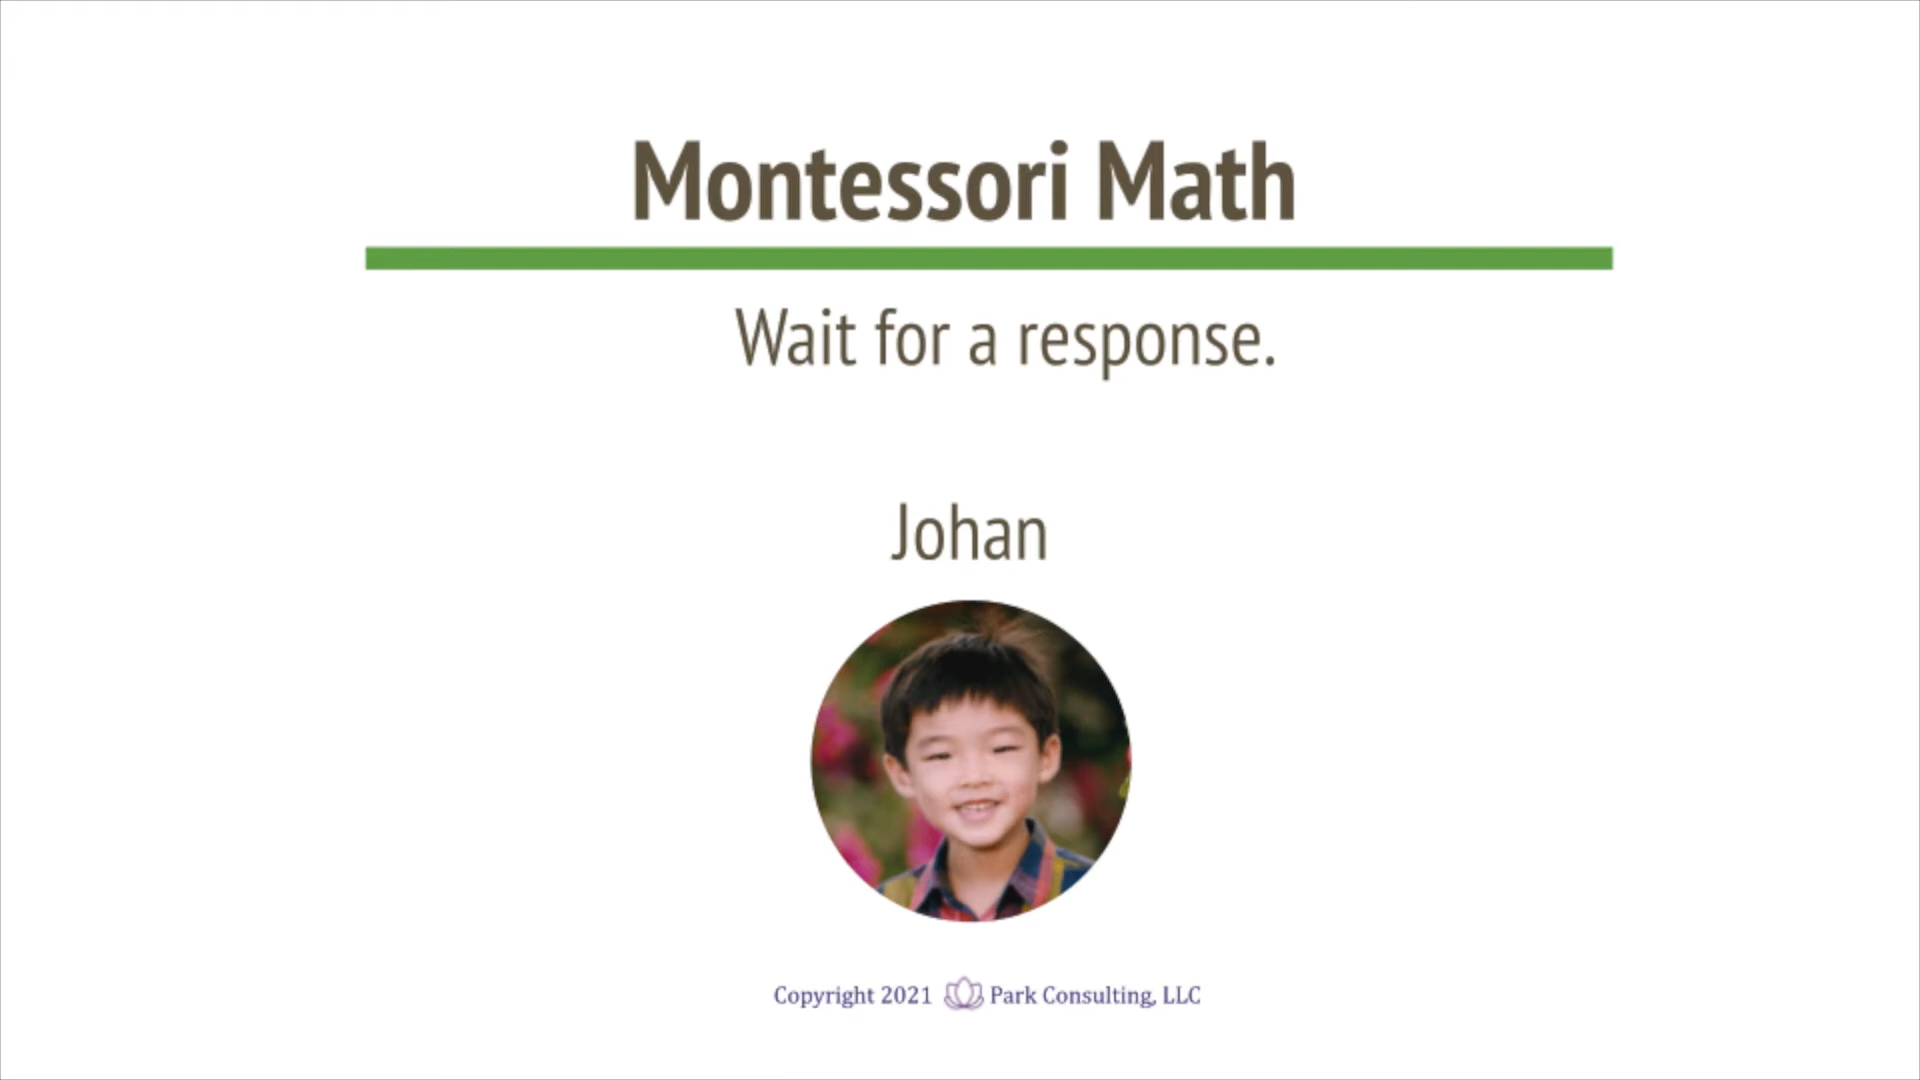 Montessori Math
Wait for a response.
Johan
Copyright 2021 Park Consulting, LLC